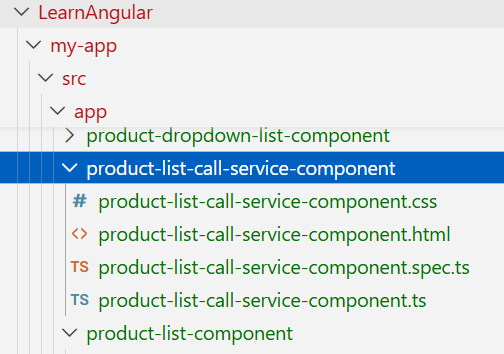 LearnAngular
my-app
src
app
product-dropdown-list-component
product-list-call-service-component
# product-list-call-service-component.css
<> product-list-call-service-component.html
TS product-list-call-service-component.spec.ts
TS product-list-call-service-component.ts
product-list-component